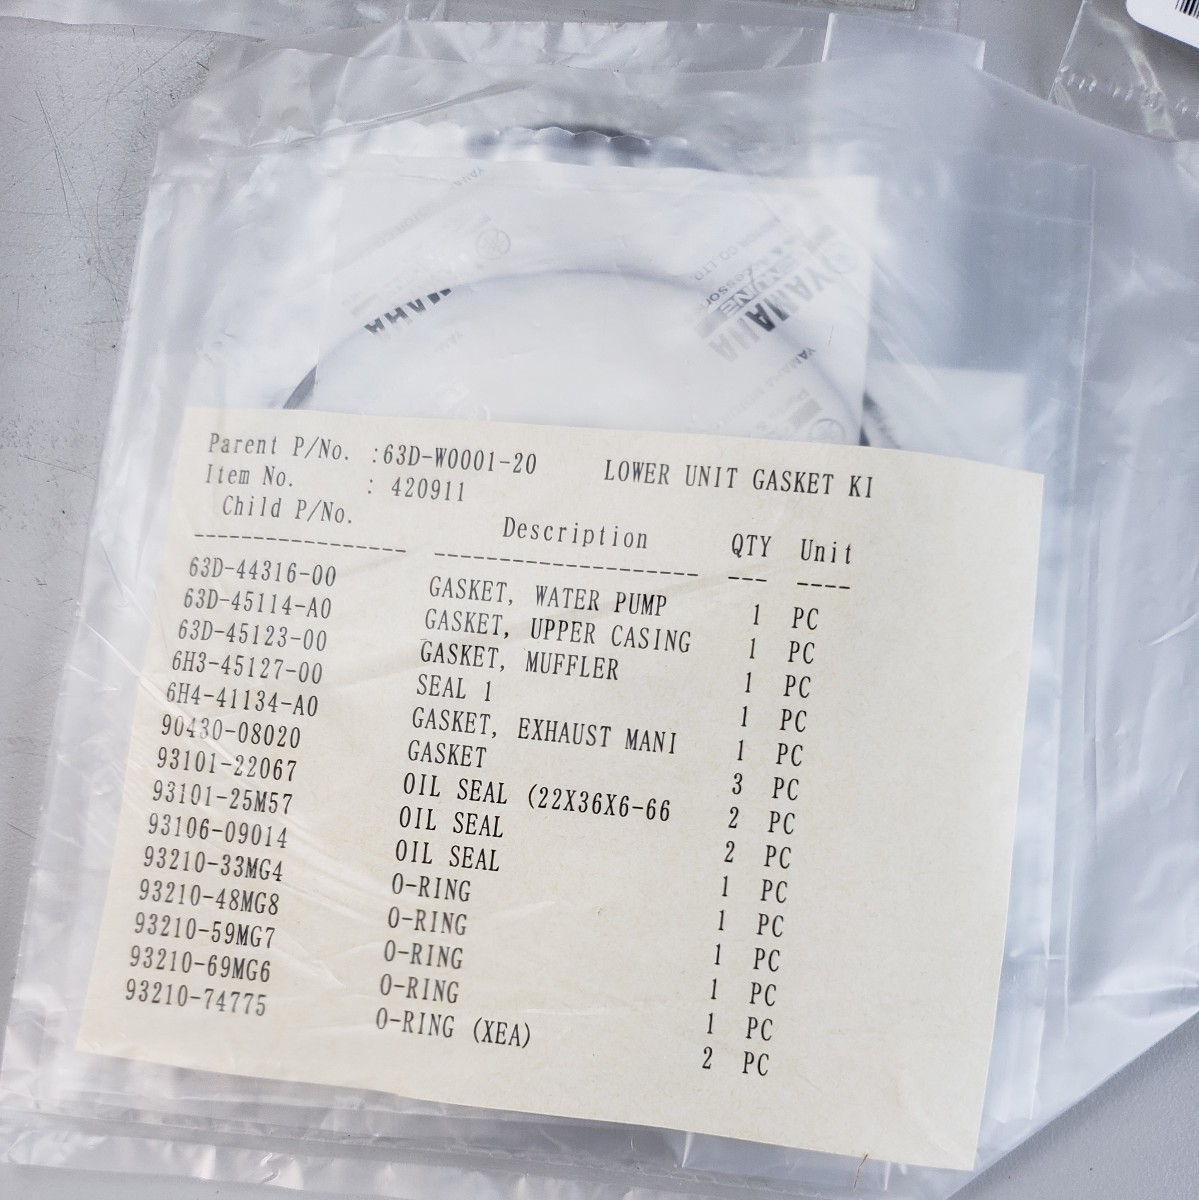 YAMAHA
YAMAHA
Parent P/No. :63D-W0001-20 LOWER UNIT GASKET KI
Item No. : 420911
Child P/No. Description QTY Unit
63D-44316-00 GASKET, WATER PUMP 1 PC
63D-45114-A0 GASKET, UPPER CASING 1 PC
63D-45123-00 GASKET, MUFFLER 1 PC
6H3-45127-00 SEAL 1 1 PC
6H4-41134-A0 GASKET, EXHAUST MANI 1 PC
90430-08020 GASKET 3 PC
93101-22067 OIL SEAL (22X36X6-66 2 PC
93101-25M57 OIL SEAL 2 PC
93106-09014 OIL SEAL 1 PC
93210-33MG4 O-RING 1 PC
93210-48MG8 O-RING 1 PC
93210-59MG7 O-RING 1 PC
93210-69MG6 O-RING 1 PC
93210-74775 O-RING (XEA) 2 PC